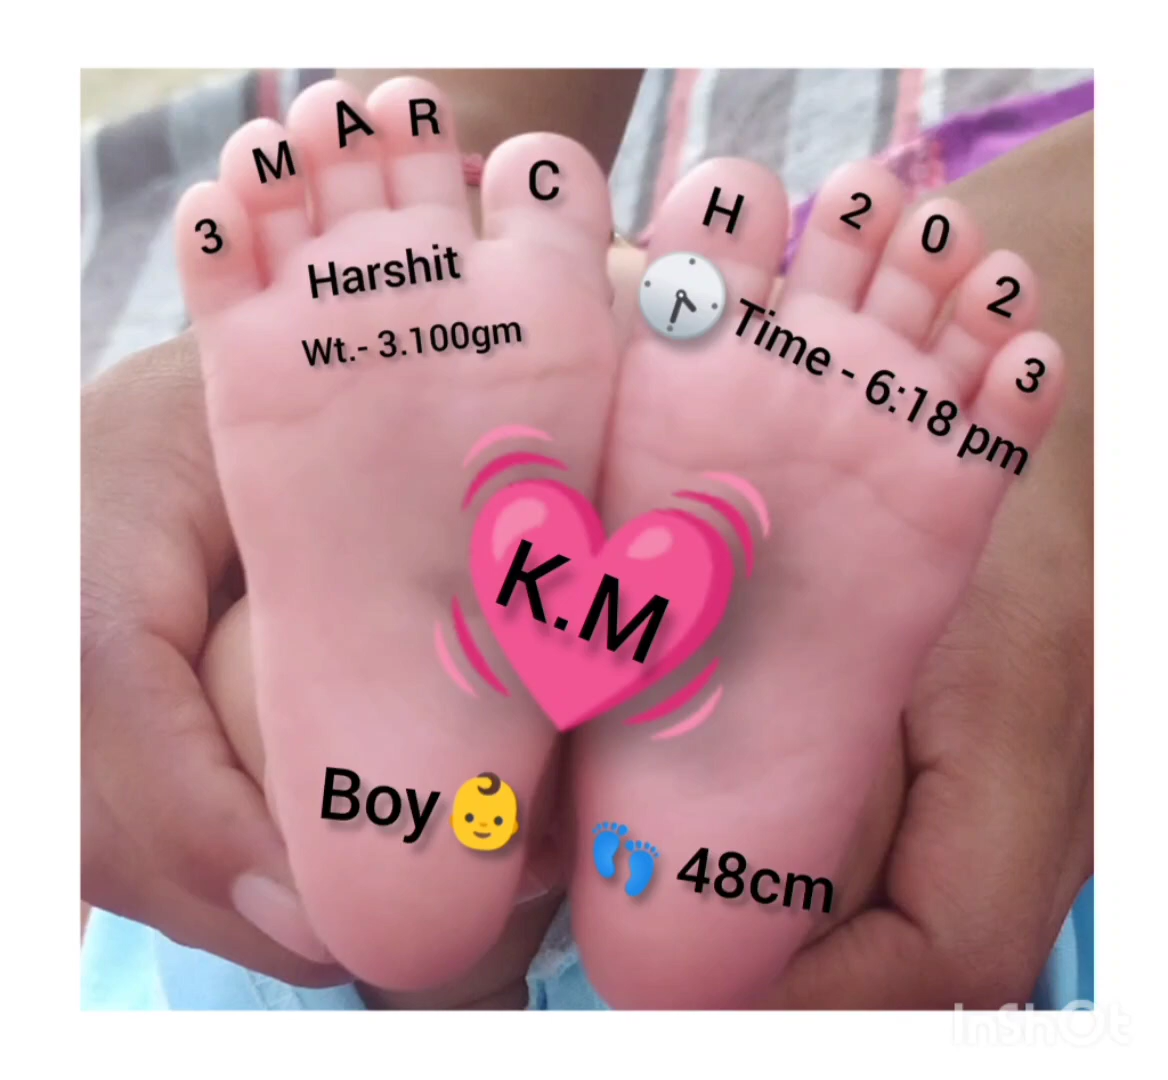 3 M A R C H 2 0 2 3
Harshit
Wt.- 3.100gm
Time - 6:18 pm
K.M
Boy
48cm
InShOt